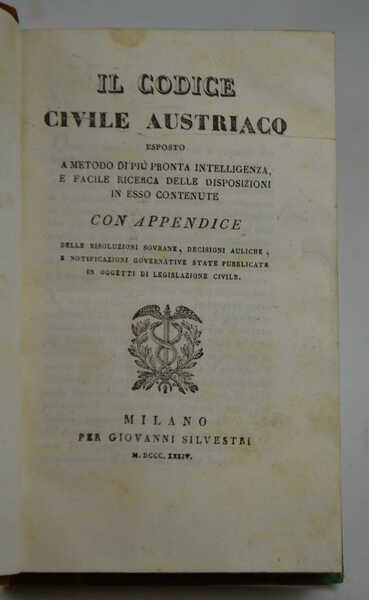 IL CODICE
CIVILE AUSTRIACO
ESPOSTO
A METODO DI PIÙ PRONTA INTELLIGENZA,
E FACILE RICERCA DELLE DISPOSIZIONI
IN ESSO CONTENUTE
CON APPENDICE
DELLE RISOLUZIONI SOVRANE, DECISIONI AULICHE,
E NOTIFICAZIONI GOVERNATIVE STATE PUBBLICATE
IN OGGETTI DI LEGISLAZIONE CIVILE.
MILANO
PER GIOVANNI SILVESTRI
M. DCCC. XXXIV.